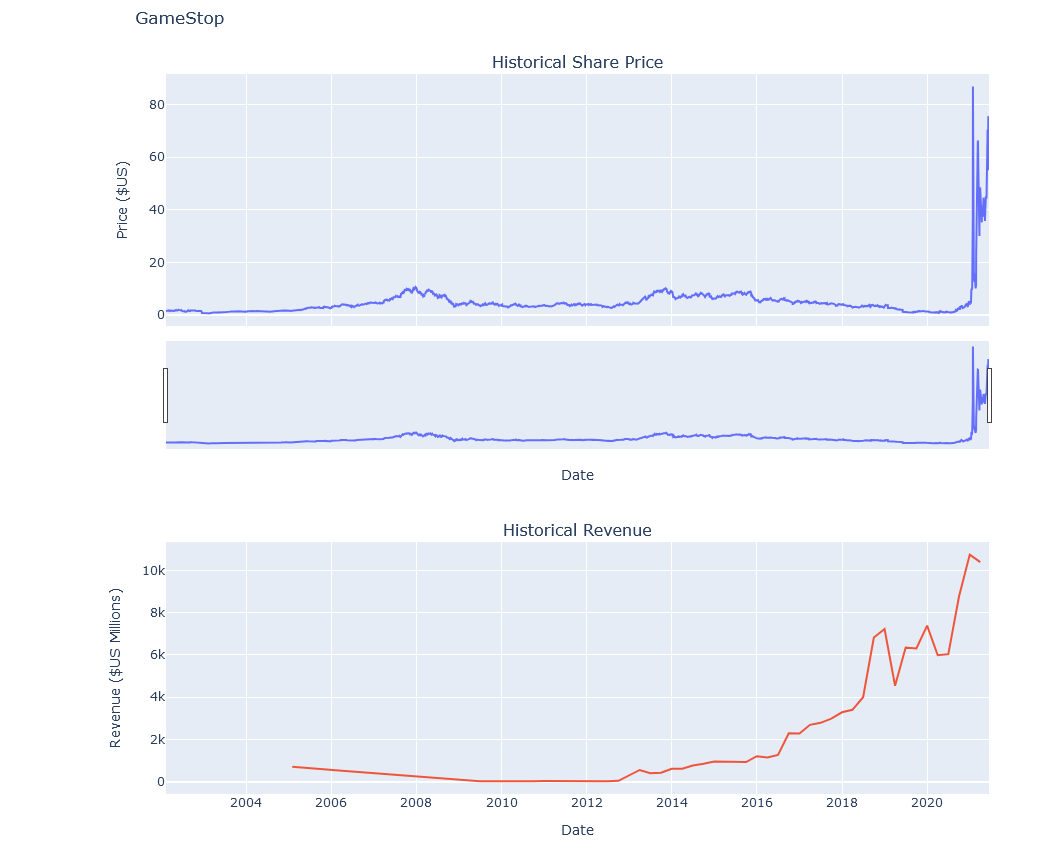 GameStop
Historical Share Price
Price ($US)
80
60
40
20
0
Date
Historical Revenue
Revenue ($US Millions)
10k
8k
6k
4k
2k
0
2004 2006 2008 2010 2012 2014 2016 2018 2020
Date